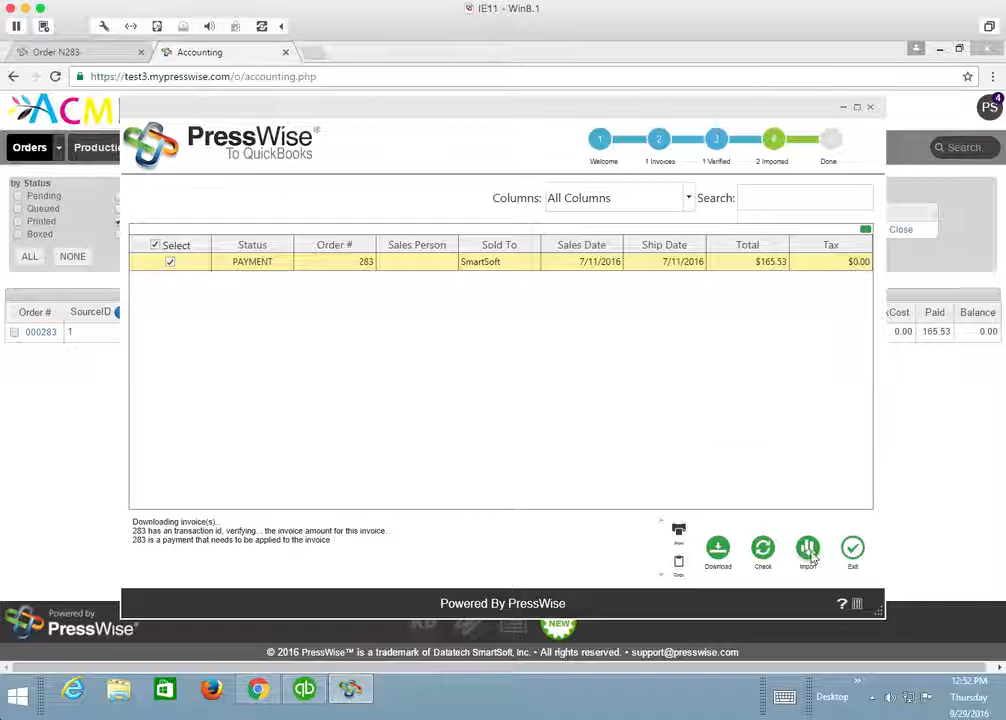 IE11 - Win8.1
Order N283
Accounting
https://test3.mypresswise.com/o/accounting.php
ACM
PS
4
Orders
Search...
by Status
Pending
Queued
Printed
Boxed
ALL
NONE
Close
PressWise®
To QuickBooks
1
2
3
4
Welcome
1 Invoices
1 Verified
2 Imported
Done
Columns: All Columns
Search:
Select Status Order # Sales Person Sold To Sales Date Ship Date Total Tax
PAYMENT 283 SmartSoft 7/11/2016 7/11/2016 $165.53 $0.00
Order # SourceID
000283 1
Paid Balance
0.00 165.53 0.00
Downloading invoice(s)...
283 has an transaction id, verifying... the invoice amount for this invoice.
283 is a payment that needs to be applied to the invoice
Print
Copy
Download
Check
Import
Exit
Powered By PressWise
?
Powered by
PressWise®
NEW
© 2016 PressWise™ is a trademark of Datatech SmartSoft, Inc. • All rights reserved. • support@presswise.com
Desktop
12:52 PM
Thursday
9/29/2016